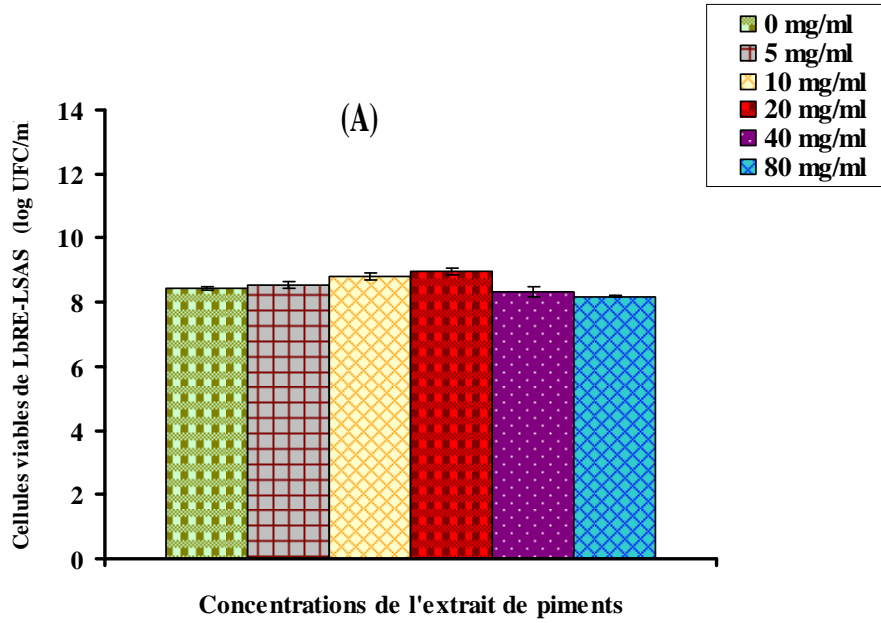 0 mg/ml
5 mg/ml
10 mg/ml
20 mg/ml
40 mg/ml
80 mg/ml
(A)
Cellules viables de LbRE-LSAS (log UFC/m
14
12
10
8
6
4
2
0
Concentrations de l'extrait de piments